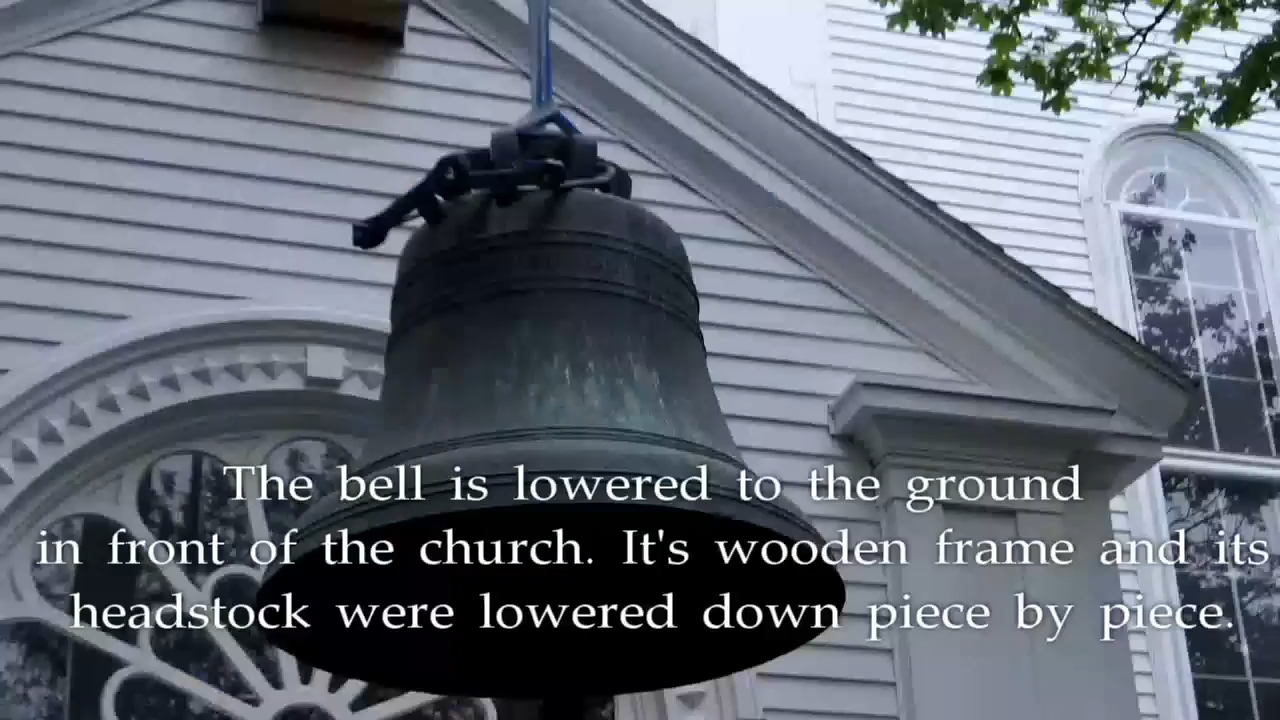 The bell is lowered to the ground
in front of the church. It's wooden frame and its
headstock were lowered down piece by piece.